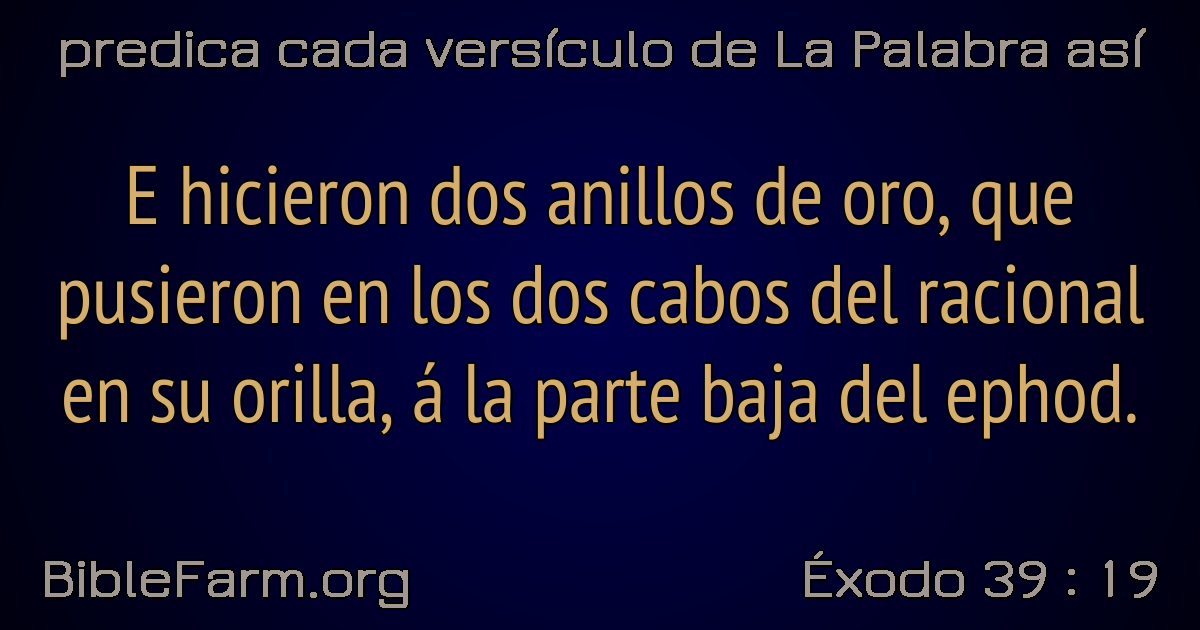 predica cada versículo de La Palabra así
E hicieron dos anillos de oro, que
pusieron en los dos cabos del racional
en su orilla, á la parte baja del ephod.
BibleFarm.org
Éxodo 39 : 19